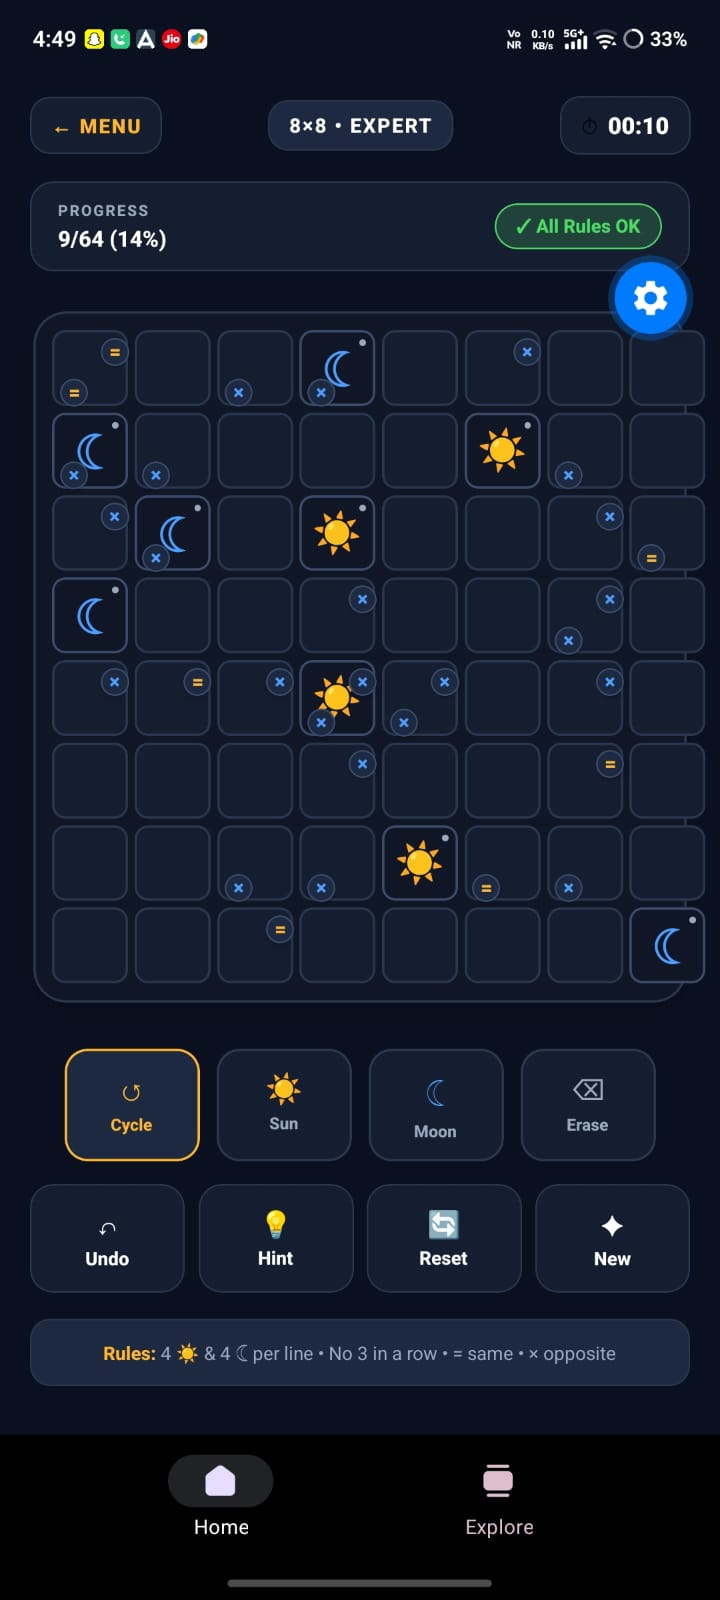 4:49 Jio Vo NR 0.10 KB/s 5G+ 33%
← MENU 8×8 • EXPERT 00:10
PROGRESS
9/64 (14%) ✓ All Rules OK
= ×
= × ×
× × ×
× ×
× =
× ×
×
× = × × × ×
× ×
× =
× × = ×
=
Cycle Sun Moon Erase
Undo Hint Reset New
Rules: 4 ☀️ & 4 ☾ per line • No 3 in a row • = same • × opposite
Home Explore